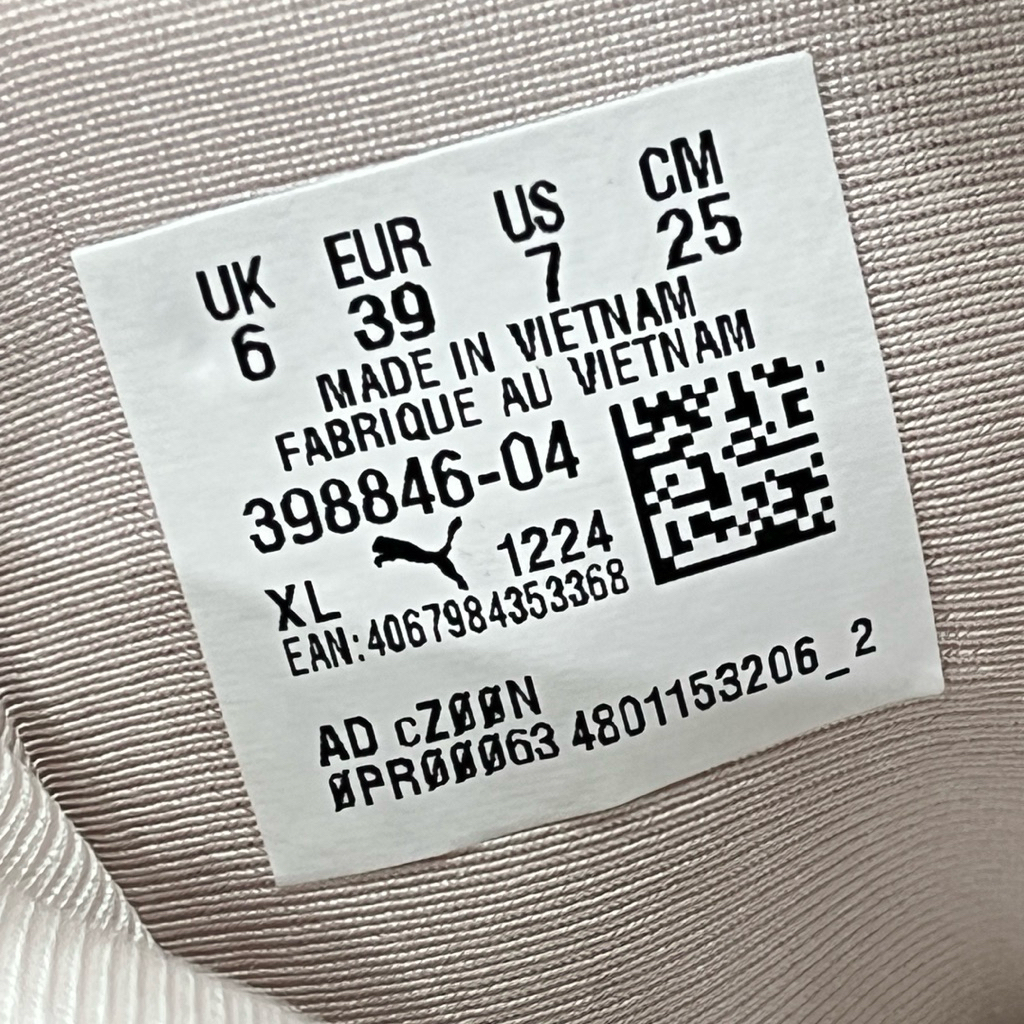 UK EUR US CM
6 39 7 25
MADE IN VIETNAM
FABRIQUE AU VIETNAM
398846-04
XL 1224
EAN:4067984353368
AD cZ00N
0PR00063 4801153206_2